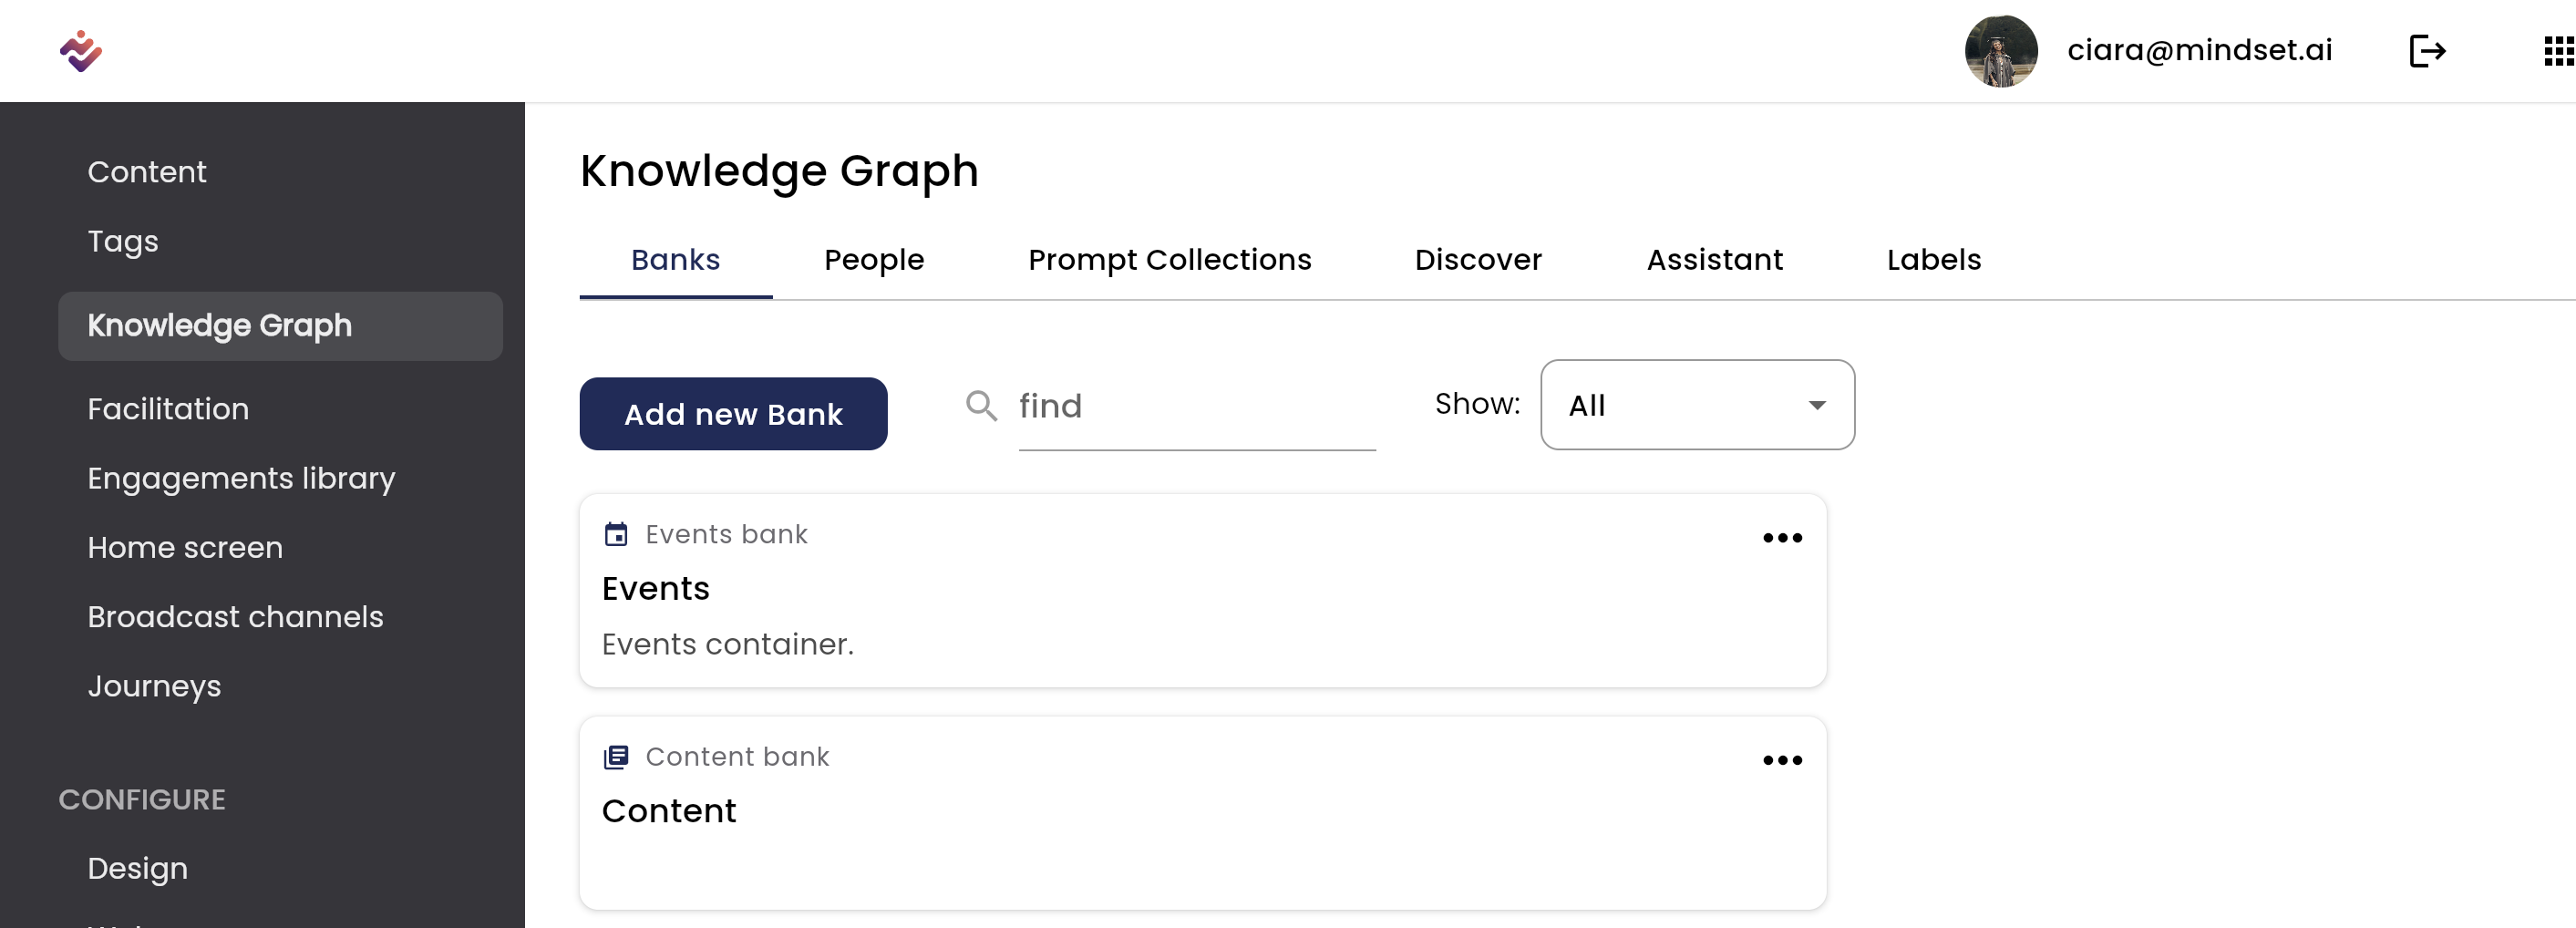 ciara@mindset.ai
Content
Tags
Knowledge Graph
Facilitation
Engagements library
Home screen
Broadcast channels
Journeys
CONFIGURE
Design
Knowledge Graph
Banks People Prompt Collections Discover Assistant Labels
Add new Bank find Show: All
Events bank
Events
Events container.
Content bank
Content